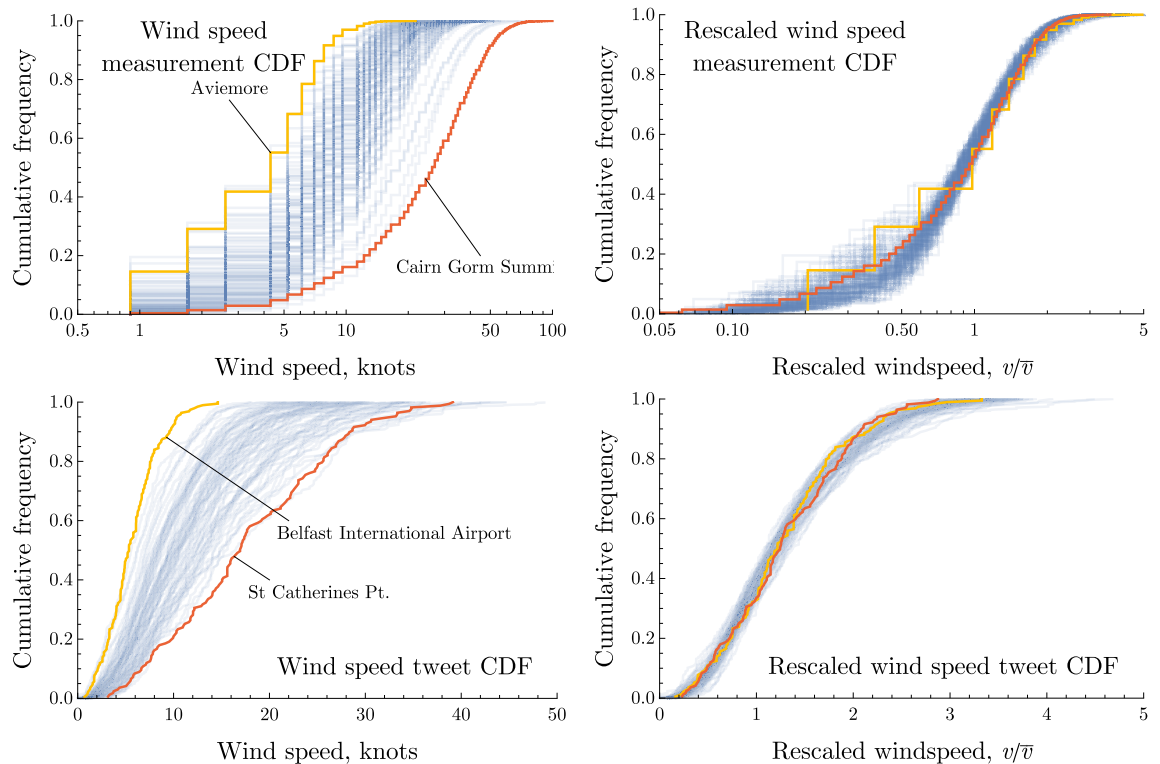 Wind speed
measurement CDF
Aviemore
Cairn Gorm Summi
Cumulative frequency
1.0
0.8
0.6
0.4
0.2
0.0
0.5 1 5 10 50 100
Wind speed, knots
Rescaled wind speed
measurement CDF
Cumulative frequency
1.0
0.8
0.6
0.4
0.2
0.0
0.05 0.10 0.50 1 5
Rescaled windspeed, v/v̅
Cumulative frequency
1.0
0.8
0.6
0.4
0.2
0.0
Belfast International Airport
St Catherines Pt.
Wind speed tweet CDF
0 10 20 30 40 50
Wind speed, knots
Cumulative frequency
1.0
0.8
0.6
0.4
0.2
0.0
Rescaled wind speed tweet CDF
0 1 2 3 4 5
Rescaled windspeed, v/v̅